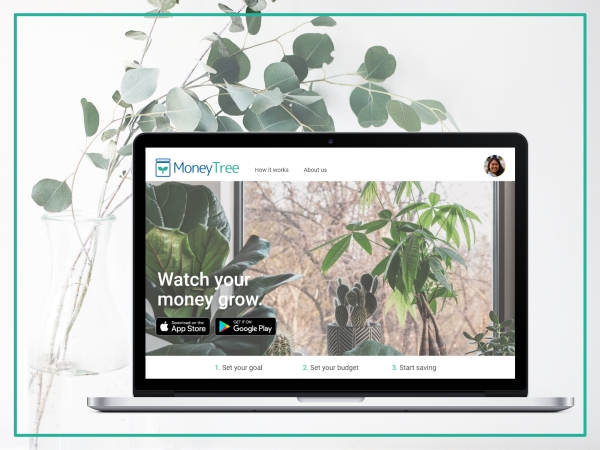 MoneyTree
How it works
About us
Watch your
money grow.
Download on the
App Store
GET IT ON
Google Play
1. Set your goal
2. Set your budget
3. Start saving